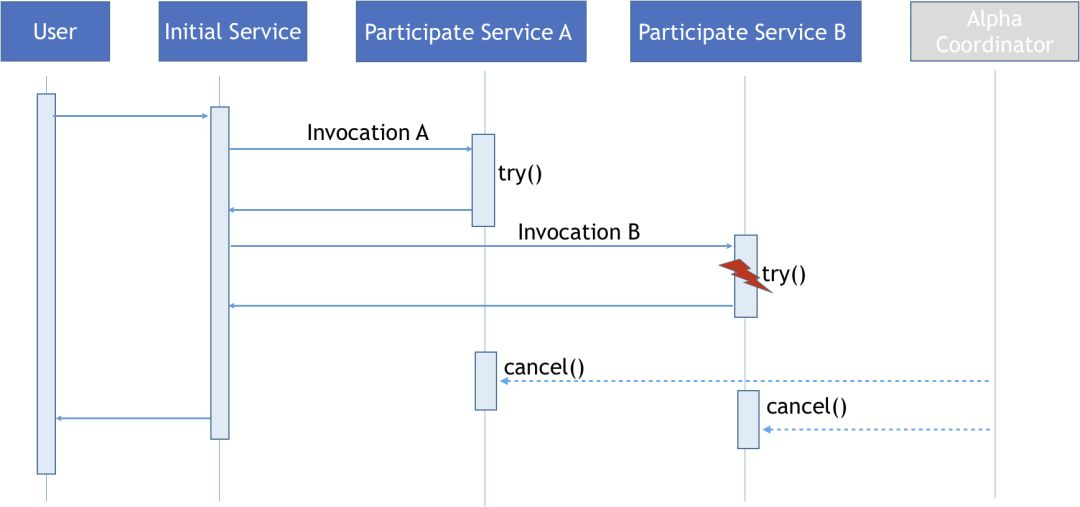 User
Initial Service
Participate Service A
Participate Service B
Alpha
Coordinator
Invocation A
try()
Invocation B
try()
cancel()
cancel()